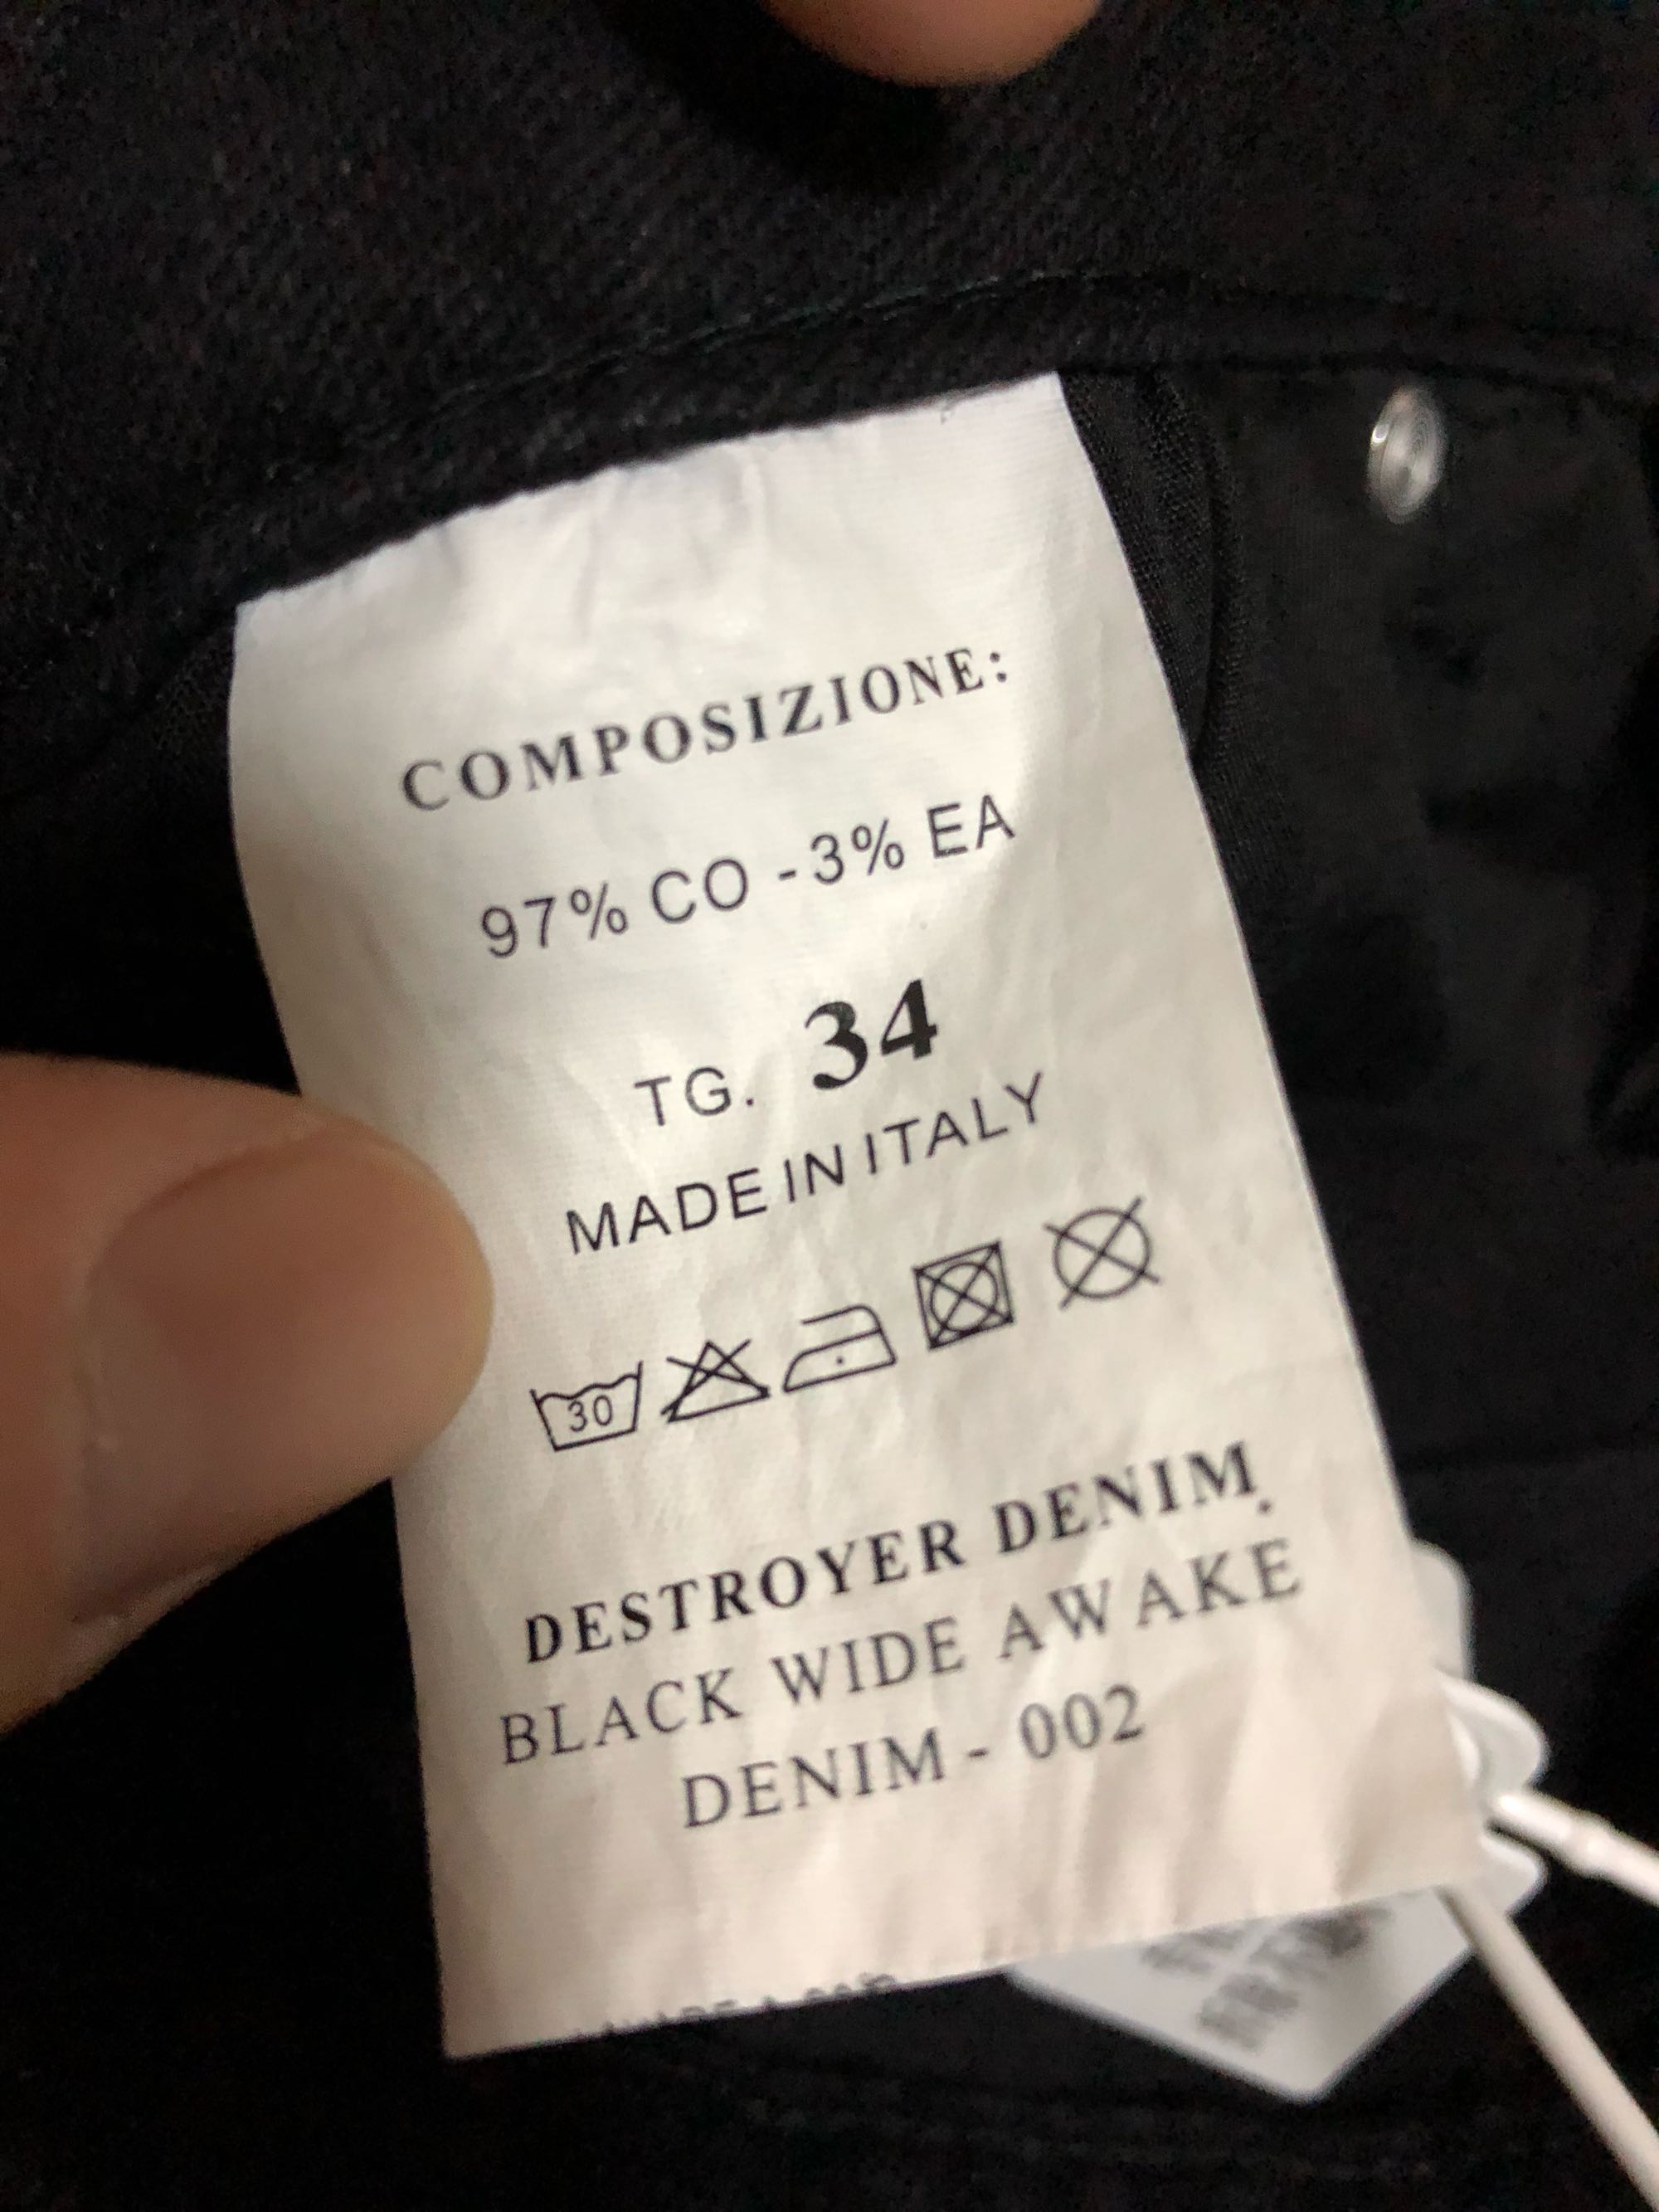 COMPOSIZIONE:
97% CO - 3% EA
TG. 34
MADE IN ITALY
30
DESTROYER DENIM.
BLACK WIDE AWAKE
DENIM - 002